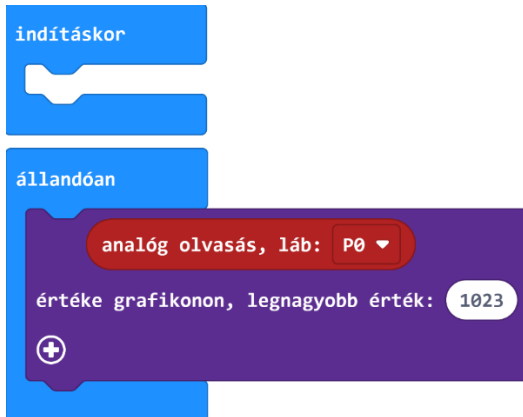 indításkor
állandóan
analóg olvasás, láb: P0
értéke grafikonon, legnagyobb érték: 1023